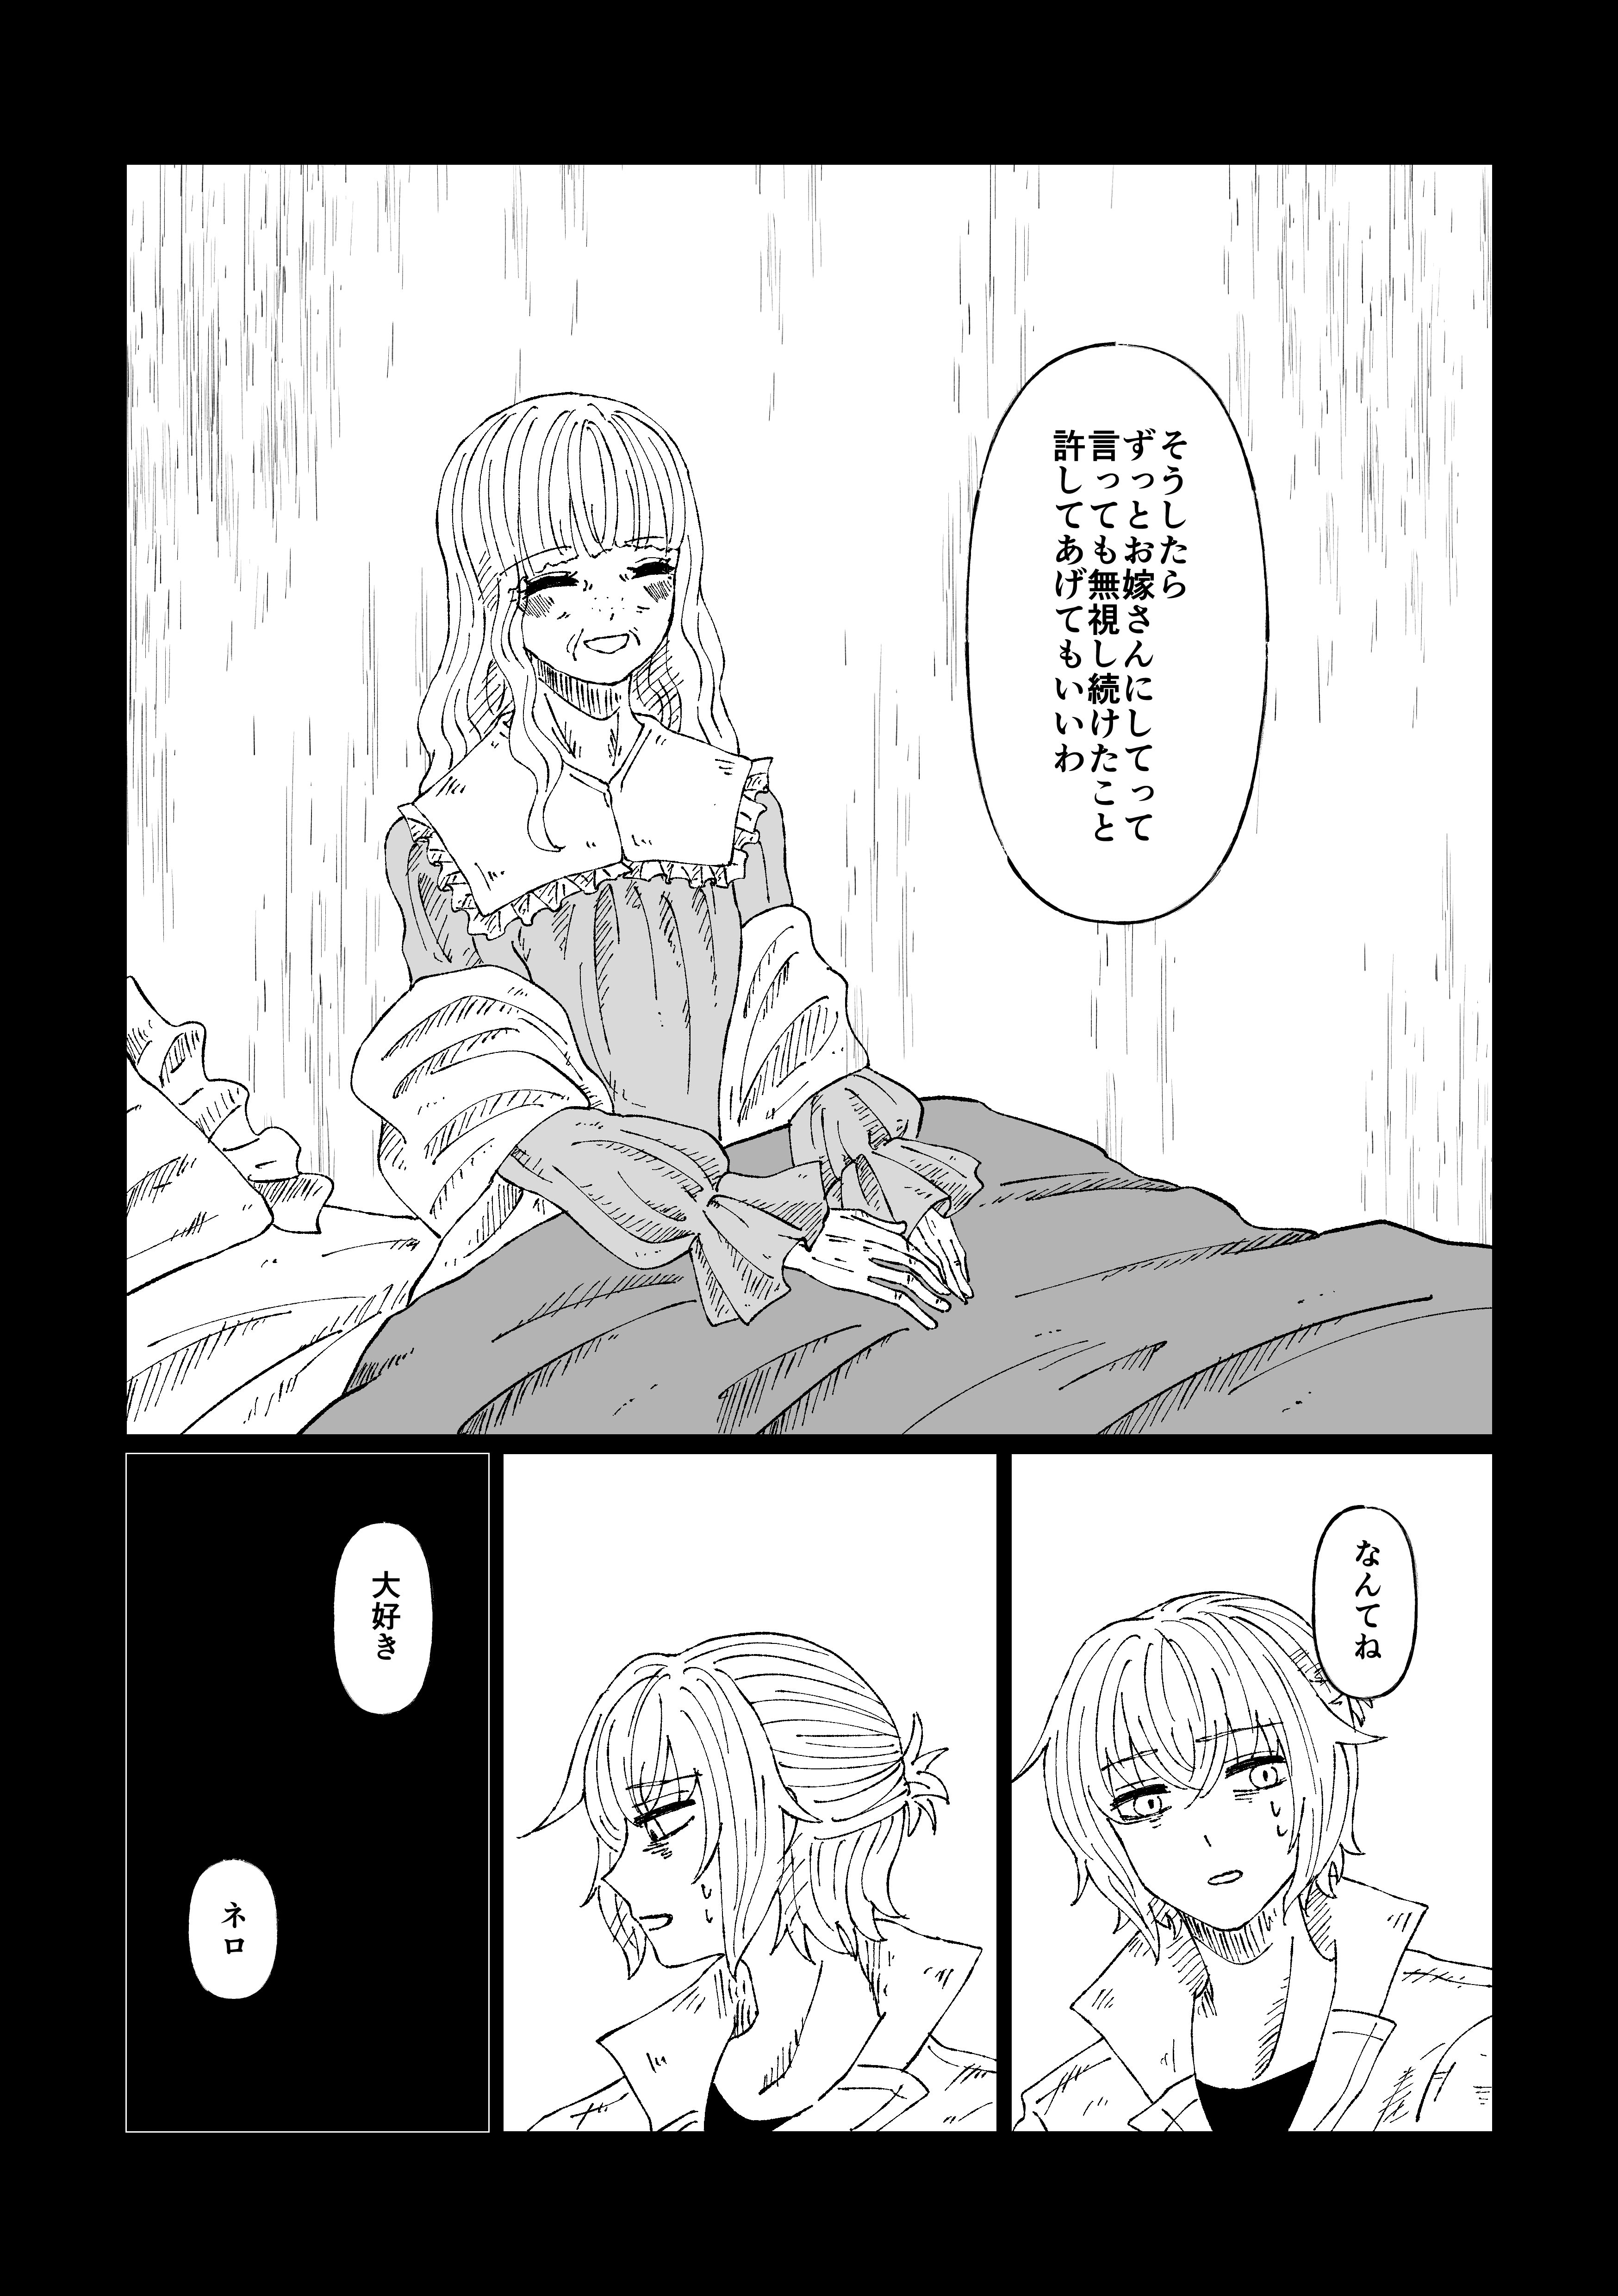 そうしたら
ずっとお嫁さんにしてって
言っても無視し続けたこと
許してあげてもいいわ
なんてね
大好き
ネロ